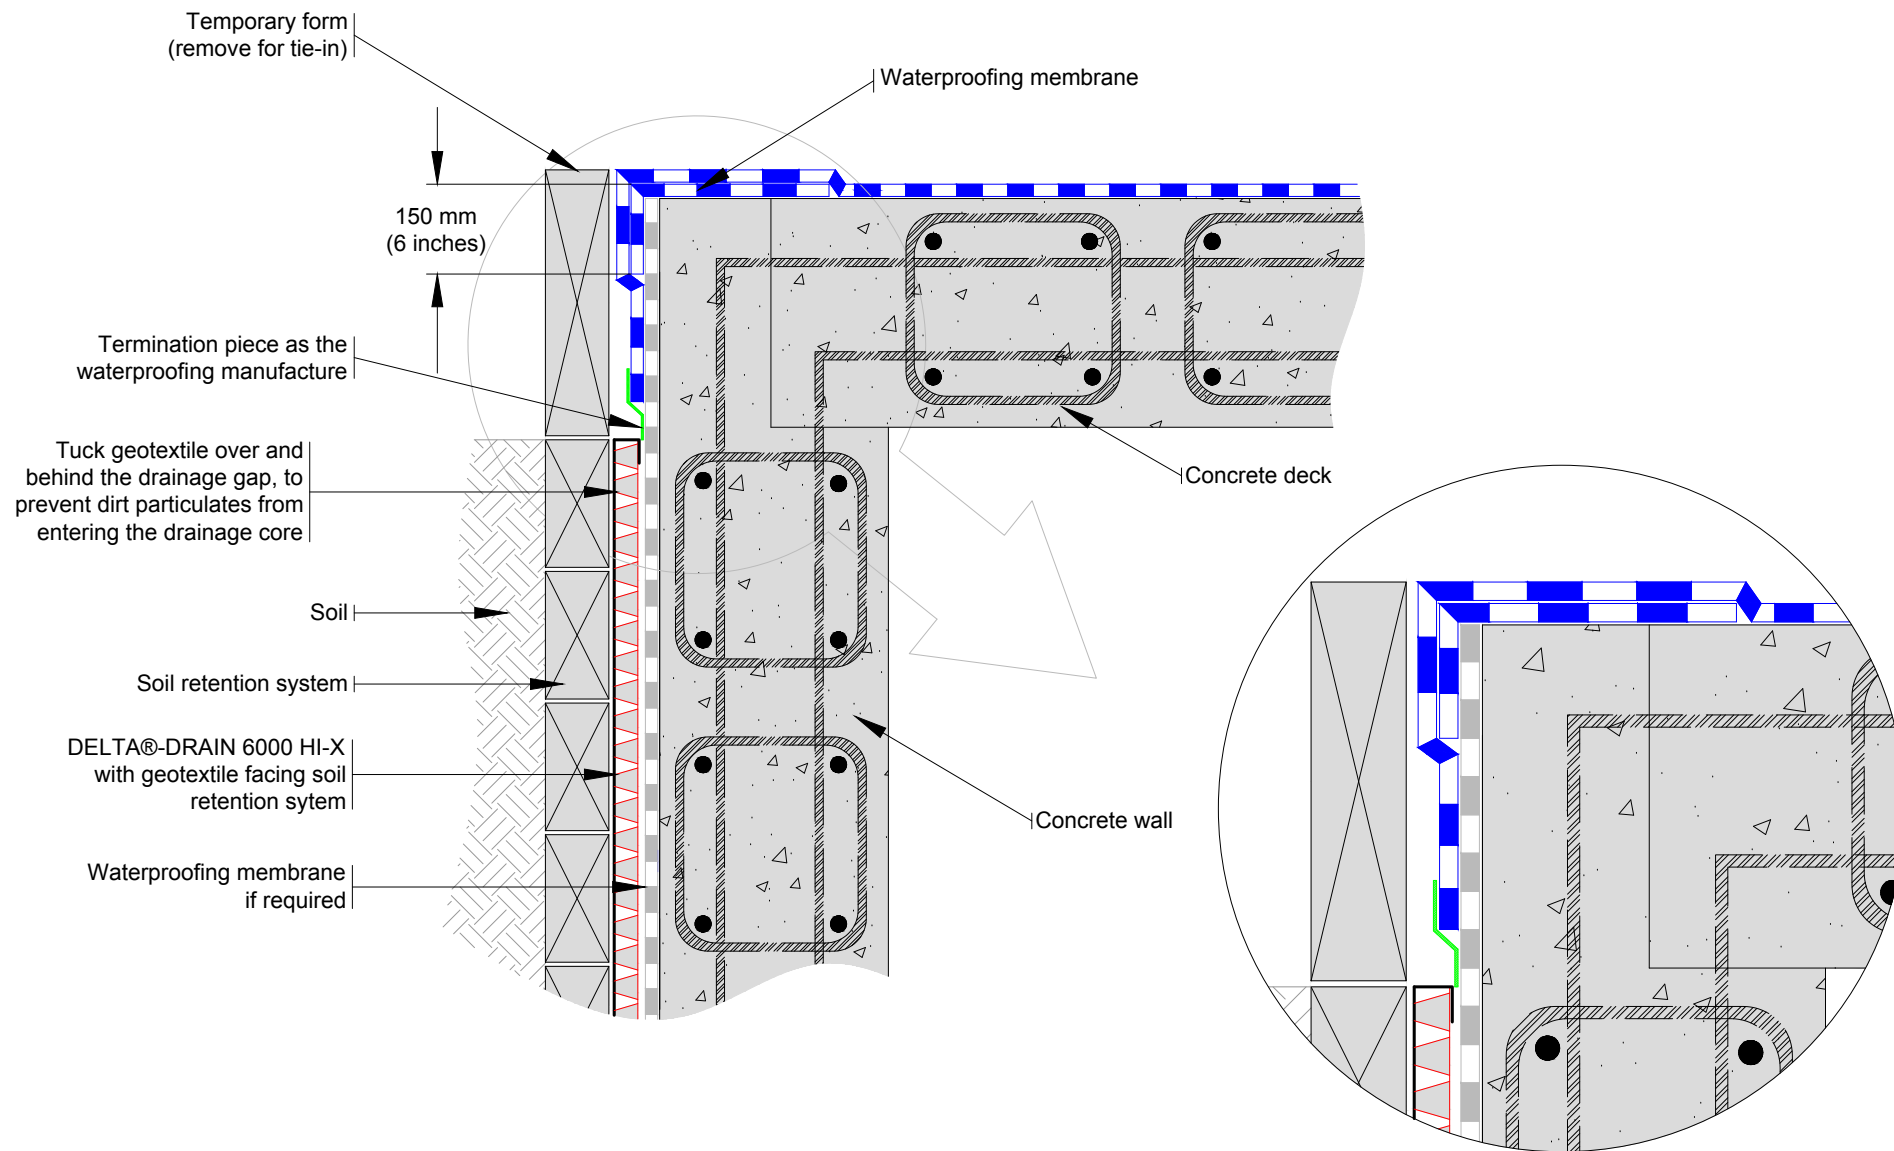 Temporary form
(remove for tie-in)
Waterproofing membrane
150 mm
(6 inches)
Termination piece as the
waterproofing manufacture
Tuck geotextile over and
behind the drainage gap, to
prevent dirt particulates from
entering the drainage core
Concrete deck
Soil
Soil retention system
DELTA®-DRAIN 6000 HI-X
with geotextile facing soil
retention sytem
Concrete wall
Waterproofing membrane
if required